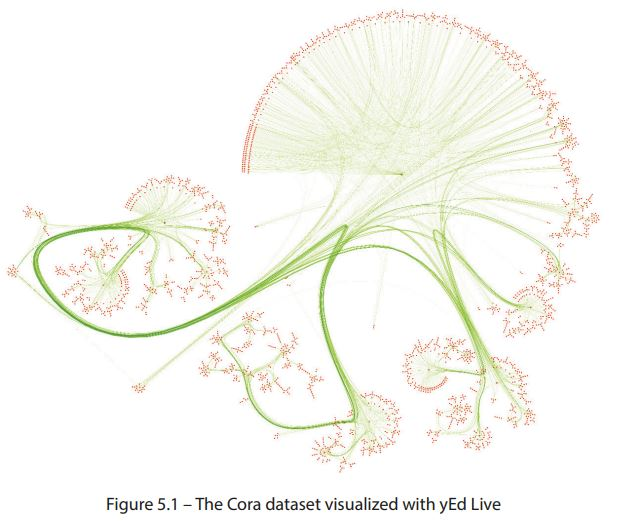 Figure 5.1 – The Cora dataset visualized with yEd Live